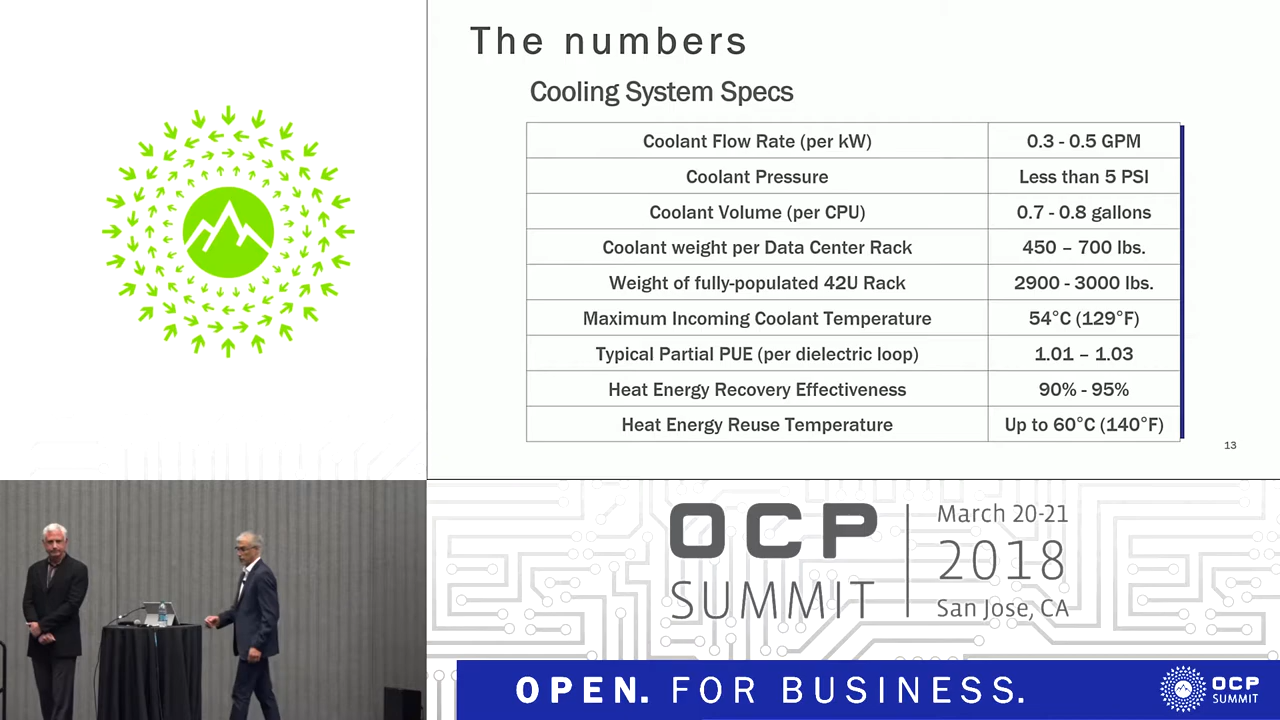 The numbers
Cooling System Specs
Coolant Flow Rate (per kW) 0.3 - 0.5 GPM
Coolant Pressure Less than 5 PSI
Coolant Volume (per CPU) 0.7 - 0.8 gallons
Coolant weight per Data Center Rack 450 – 700 lbs.
Weight of fully-populated 42U Rack 2900 - 3000 lbs.
Maximum Incoming Coolant Temperature 54°C (129°F)
Typical Partial PUE (per dielectric loop) 1.01 – 1.03
Heat Energy Recovery Effectiveness 90% - 95%
Heat Energy Reuse Temperature Up to 60°C (140°F)
13
OCP
SUMMIT
March 20-21
2018
San Jose, CA
OPEN. FOR BUSINESS.
OCP
SUMMIT